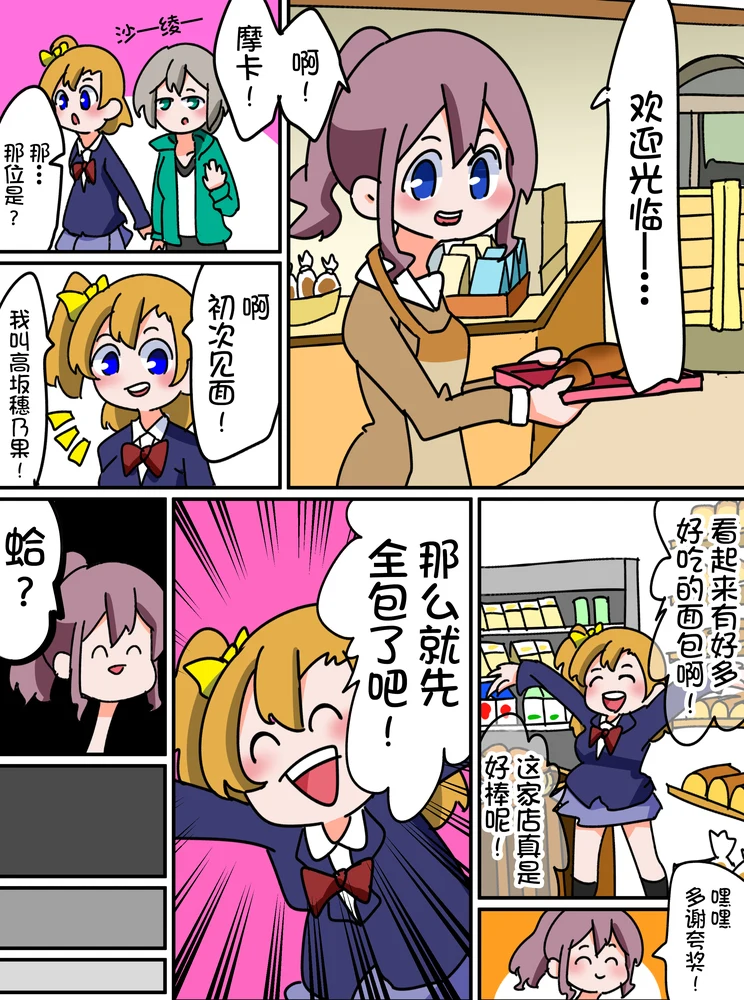 欢迎光临—…
啊！
摩卡！
沙—绫—
那…
那位是？
啊
初次见面！
我叫高坂穗乃果！
看起来有好多
好吃的面包啊！
这家店真是
好棒呢！
嘿嘿
多谢夸奖！
那么就先
全包了吧！
蛤？